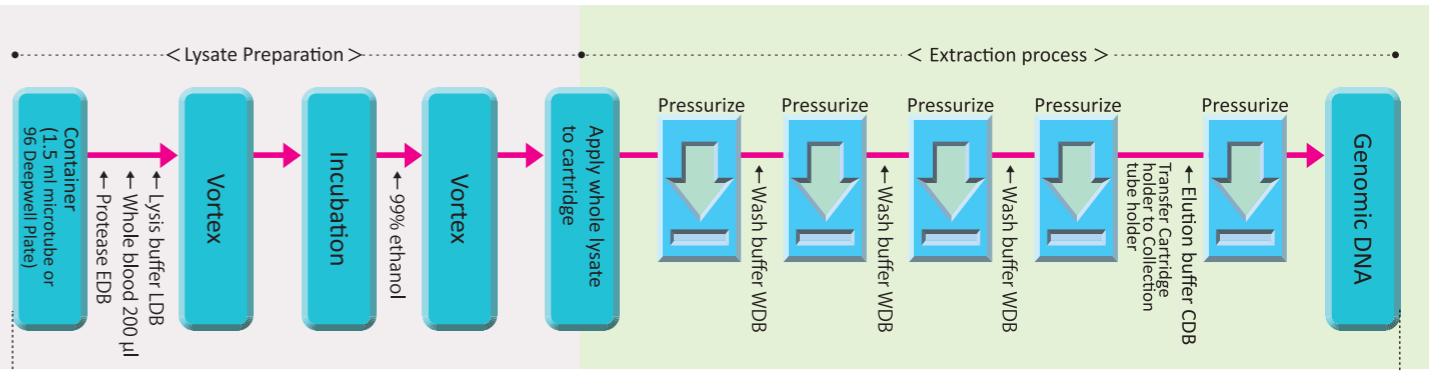 < Lysate Preparation >
< Extraction process >
Container
(1.5 ml microtube or
96 Deepwell Plate)
← Protease EDB
← Whole blood 200 µl
← Lysis buffer LDB
Vortex
Incubation
← 99% ethanol
Vortex
Apply whole lysate
to cartridge
Pressurize
← Wash buffer WDB
Pressurize
← Wash buffer WDB
Pressurize
← Wash buffer WDB
Pressurize
Transfer Cartridge
holder to Collection
tube holder
← Elution buffer CDB
Pressurize
Genomic DNA